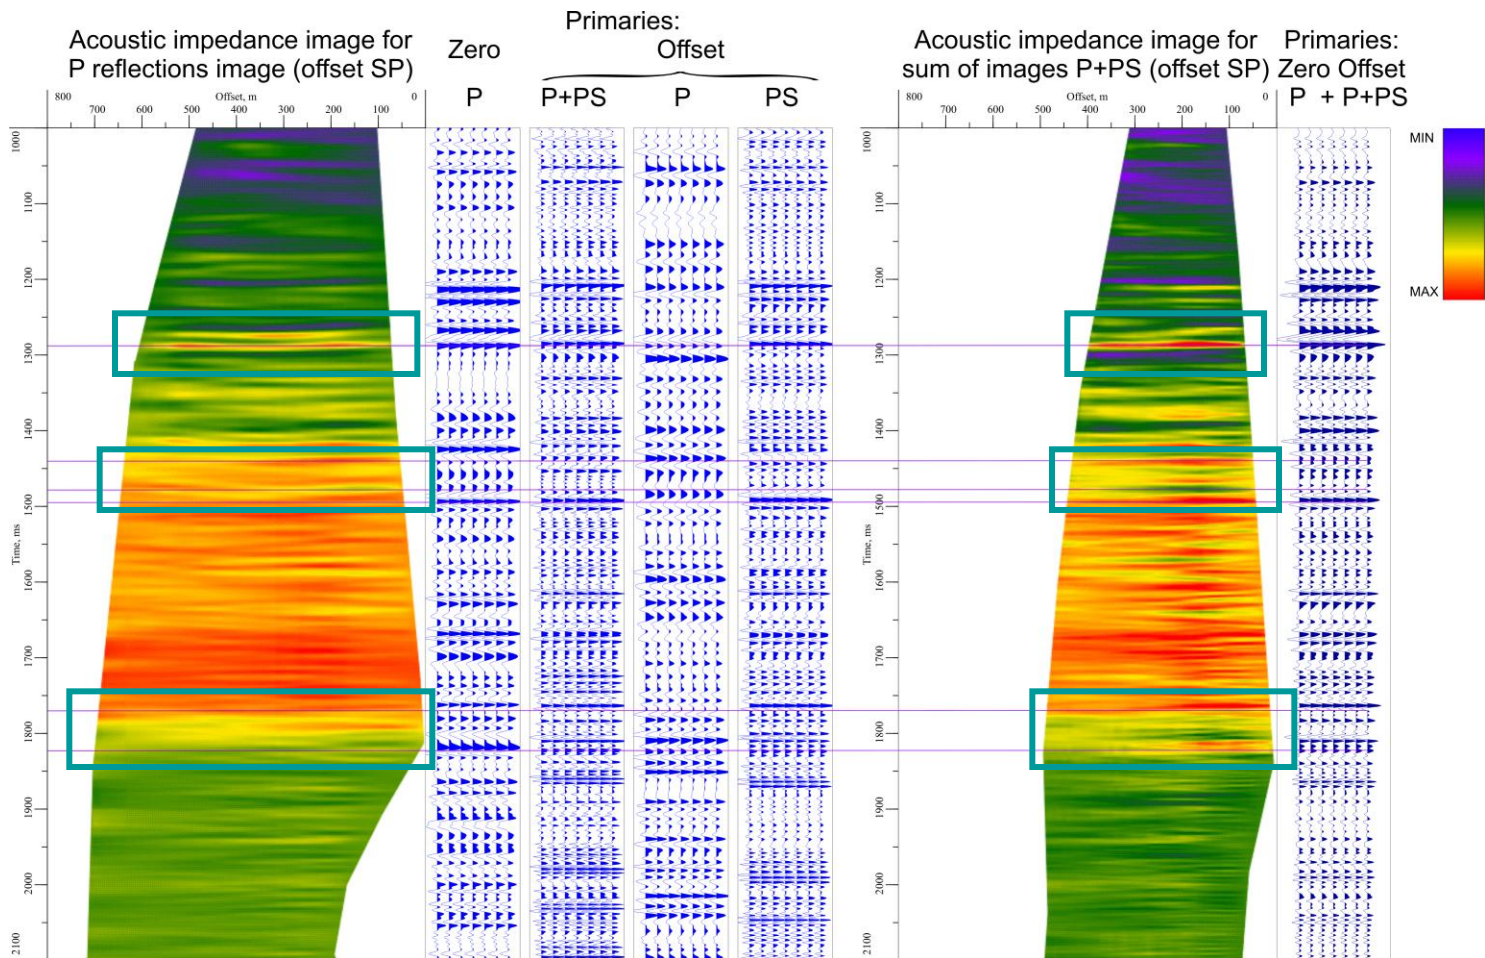 Acoustic impedance image for
P reflections image (offset SP)
Primaries:
Zero
Offset
P
P+PS
P
PS
Acoustic impedance image for
sum of images P+PS (offset SP)
Primaries:
Zero Offset
P + P+PS
800
Offset, m
0
700
600
500
400
300
200
100
1000
1100
1200
1300
1400
1500
Time, ms
1600
1700
1800
1900
2000
2100
800
Offset, m
0
700
600
500
400
300
200
100
1000
1100
1200
1300
1400
1500
Time, ms
1600
1700
1800
1900
2000
2100
MIN
MAX